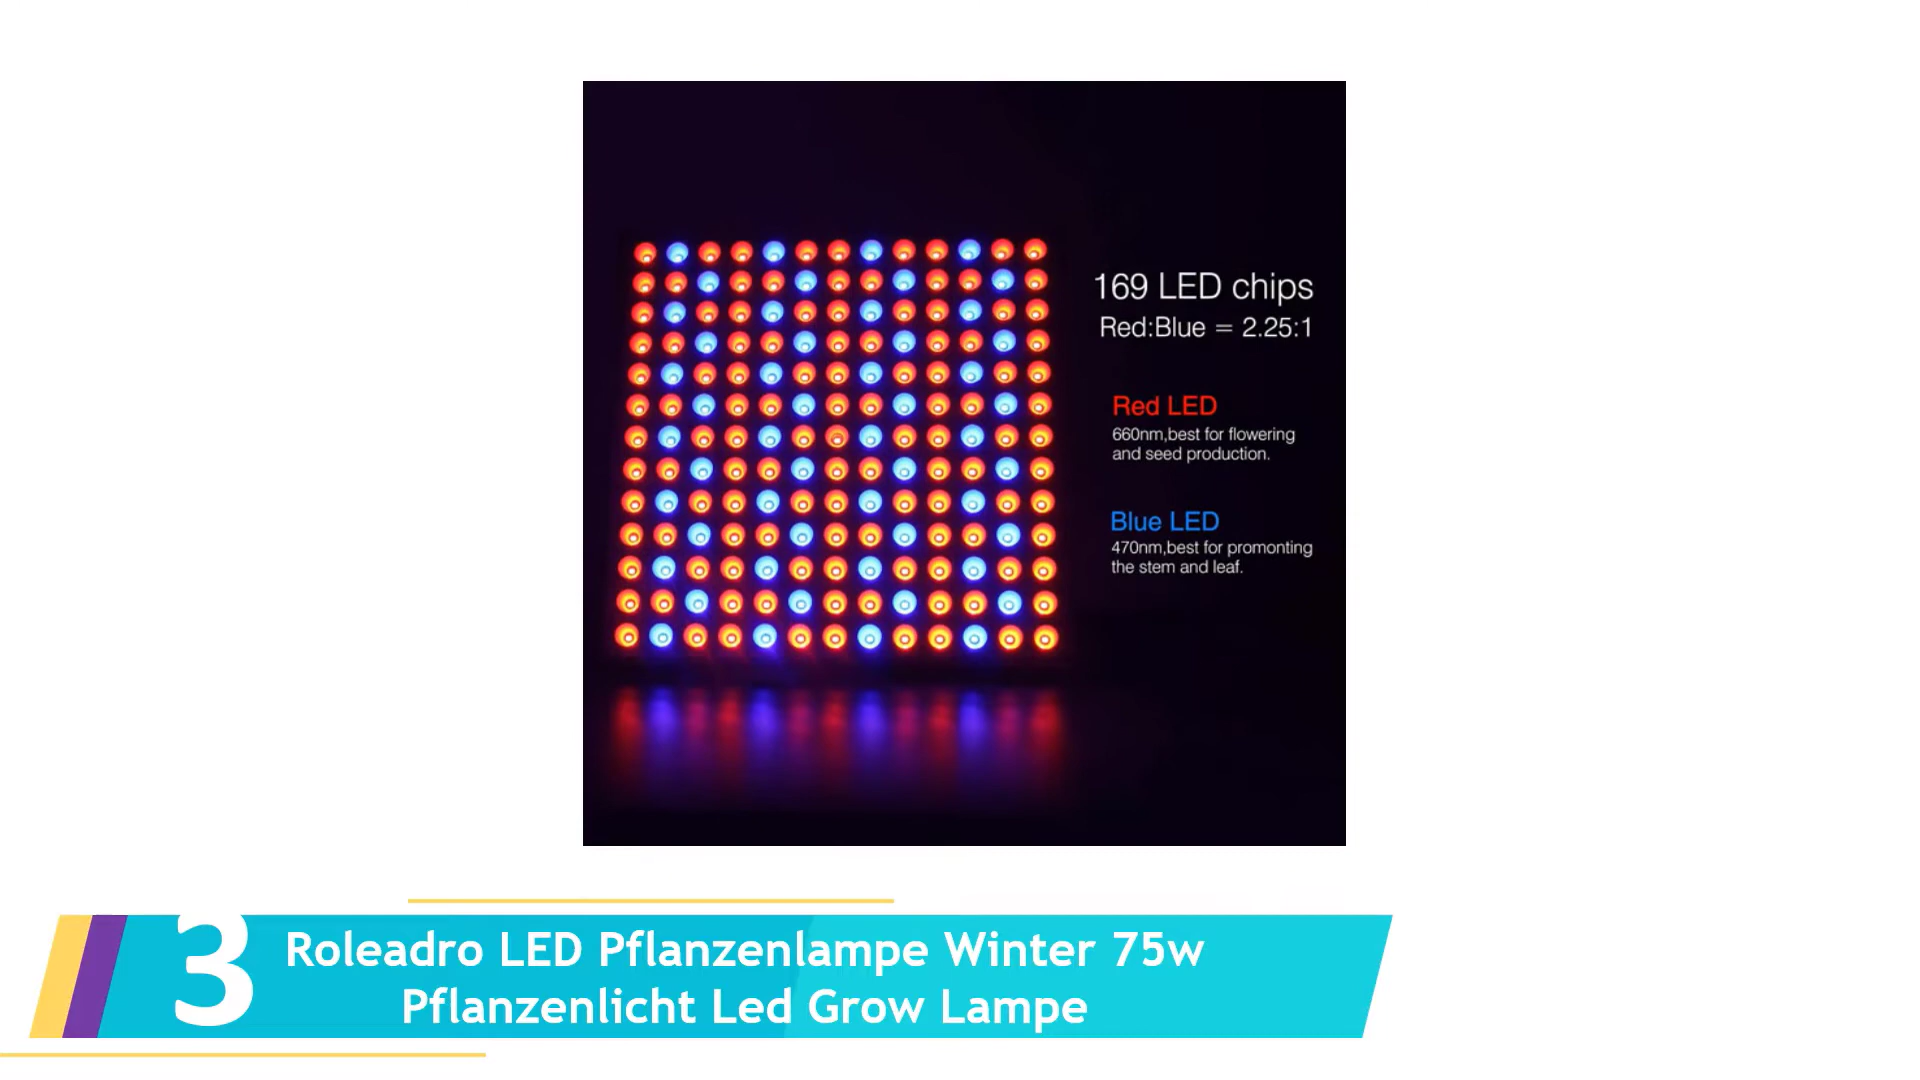 169 LED chips
Red:Blue = 2.25:1
Red LED
660nm,best for flowering
and seed production.
Blue LED
470nm,best for promonting
the stem and leaf.
3
Roleadro LED Pflanzenlampe Winter 75w
Pflanzenlicht Led Grow Lampe